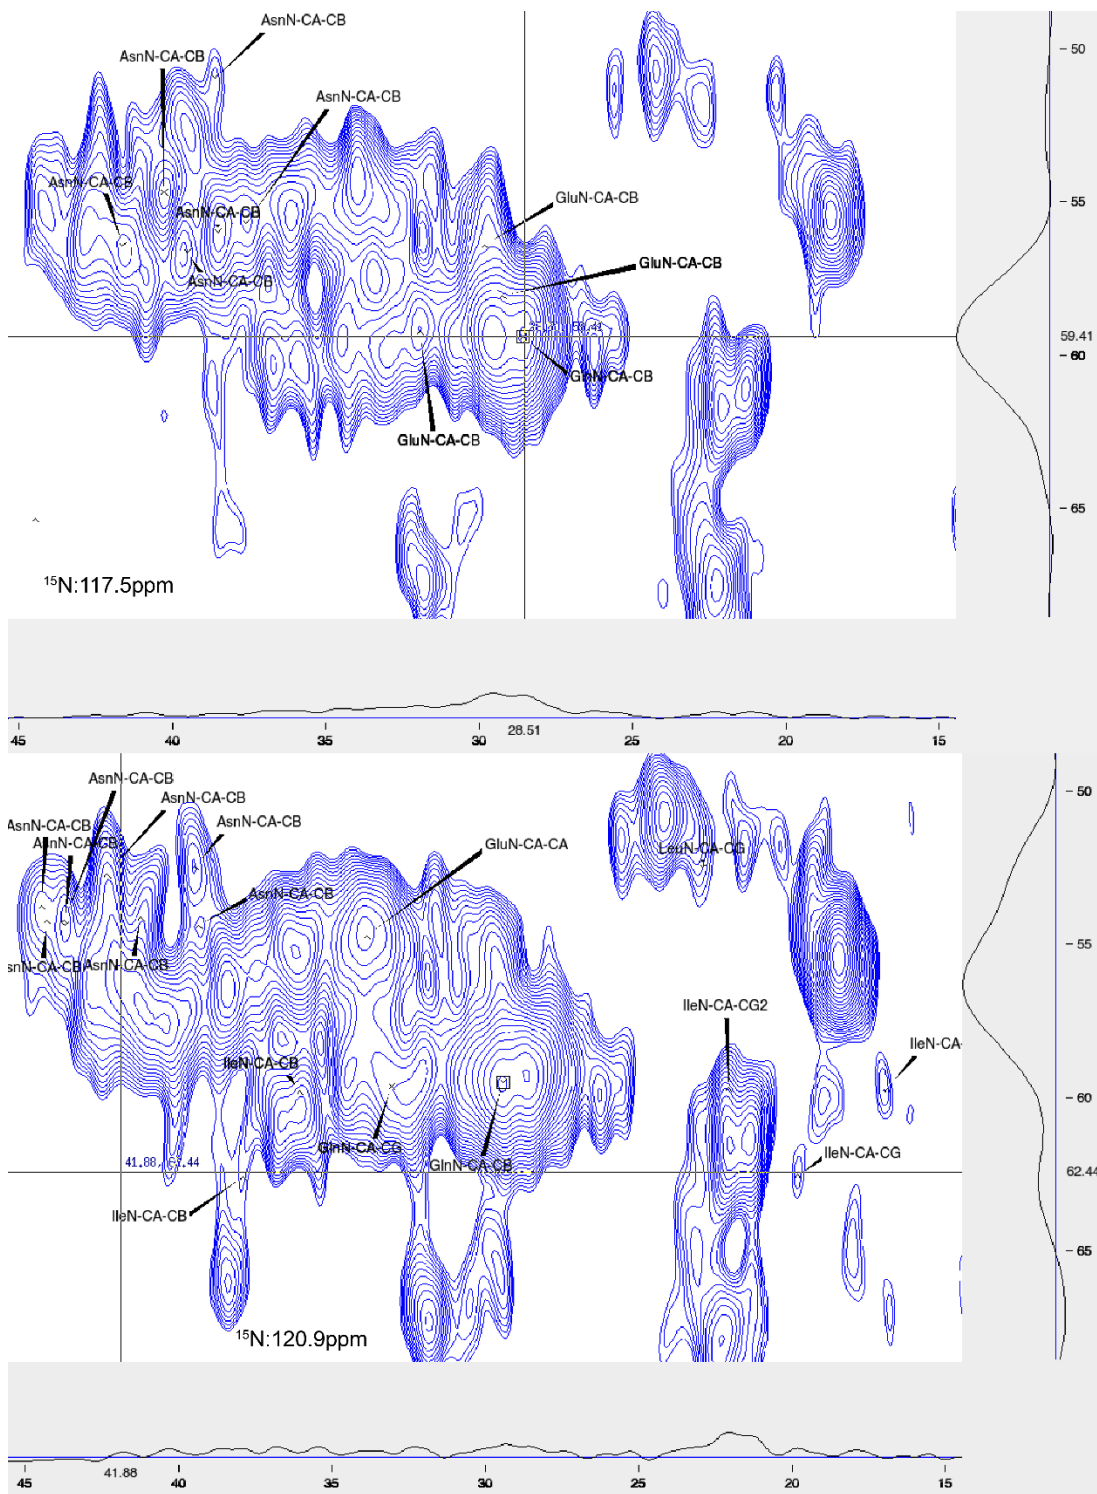 AsnN-CA-CB
AsnN-CA-CB
AsnN-CA-CB
AsnN-CA-CB
AsnN-CA-CB
AsnN-CA-CB
GluN-CA-CB
GluN-CA-CB
GlnN-CA-CB
GluN-CA-CB
15N:117.5ppm
50
55
59.41
60
65
45
40
35
30
28.51
25
20
15
AsnN-CA-CB
AsnN-CA-CB
AsnN-CA-CB
AsnN-CA-CB
AsnN-CA-CB
GluN-CA-CA
LeuN-CA-CG
AsnN-CA-CB
snN-CA-CB
AsnN-CA-CB
IleN-CA-CG2
IleN-CA-CB
IleN-CA-
GlnN-CA-CG
GlnN-CA-CB
IleN-CA-CG
41.88,
IleN-CA-CB
15N:120.9ppm
50
55
60
62.44
65
45
41.88
40
35
30
25
20
15